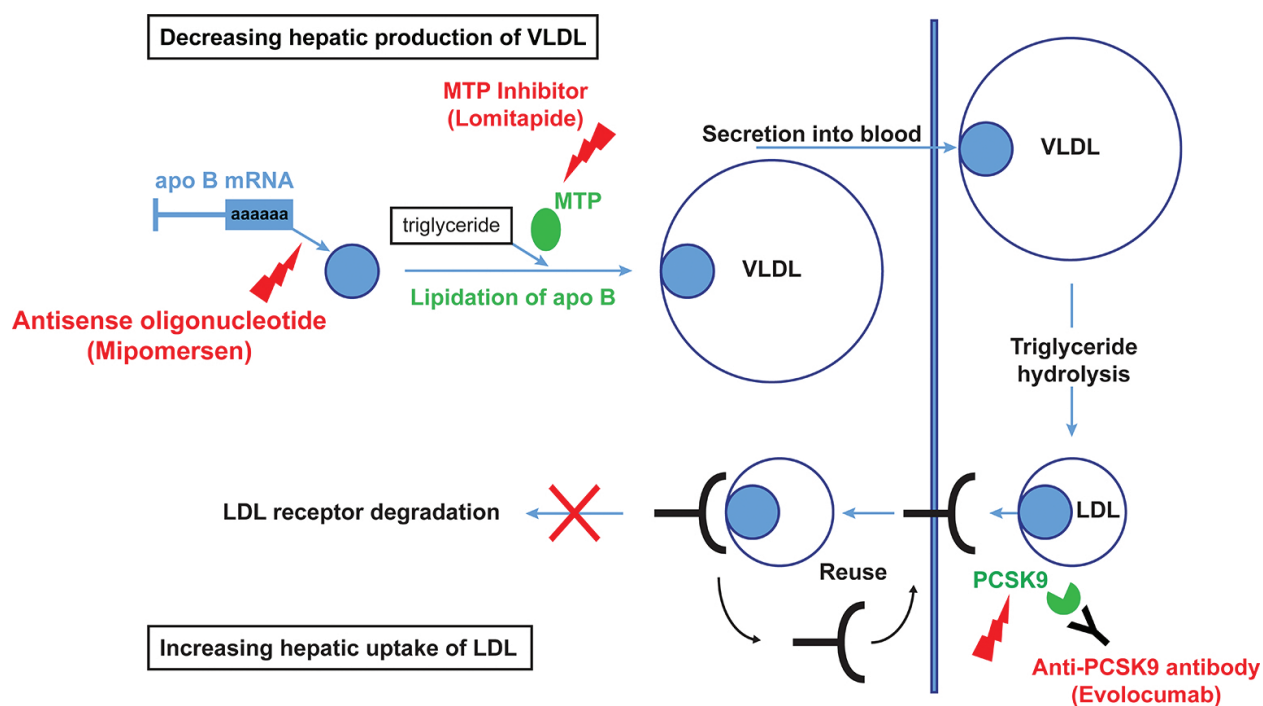 Decreasing hepatic production of VLDL
MTP Inhibitor
(Lomitapide)
Secretion into blood
VLDL
apo B mRNA
aaaaaa
MTP
triglyceride
VLDL
Lipidation of apo B
Antisense oligonucleotide
(Mipomersen)
Triglyceride
hydrolysis
LDL receptor degradation
LDL
Reuse
PCSK9
Increasing hepatic uptake of LDL
Anti-PCSK9 antibody
(Evolocumab)